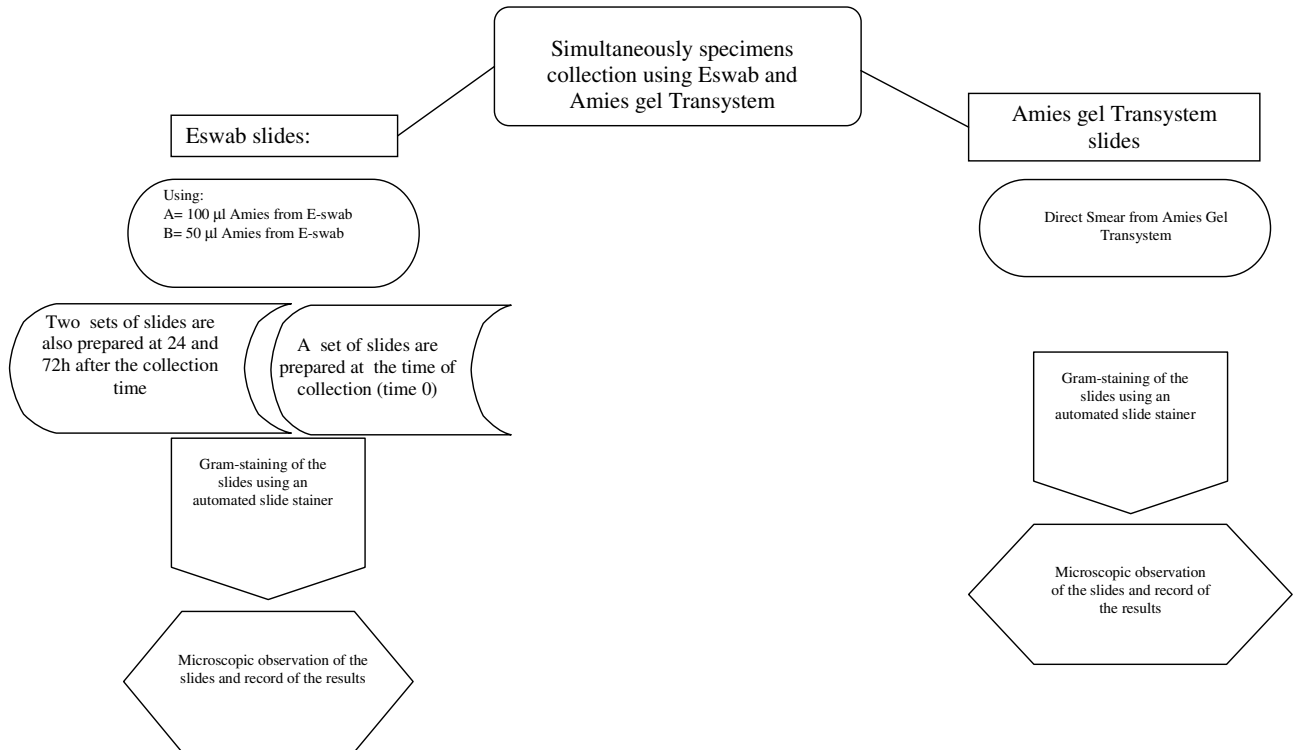 Simultaneously specimens
collection using Eswab and
Amies gel Transystem
Eswab slides:
Amies gel Transystem
slides
Using:
A= 100 µl Amies from E-swab
B= 50 µl Amies from E-swab
Direct Smear from Amies Gel
Transystem
Two sets of slides are
also prepared at 24 and
72h after the collection
time
A set of slides are
prepared at the time of
collection (time 0)
Gram-staining of the
slides using an
automated slide stainer
Gram-staining of the
slides using an
automated slide stainer
Microscopic observation of the
slides and record of the results
Microscopic observation
of the slides and record of
the results